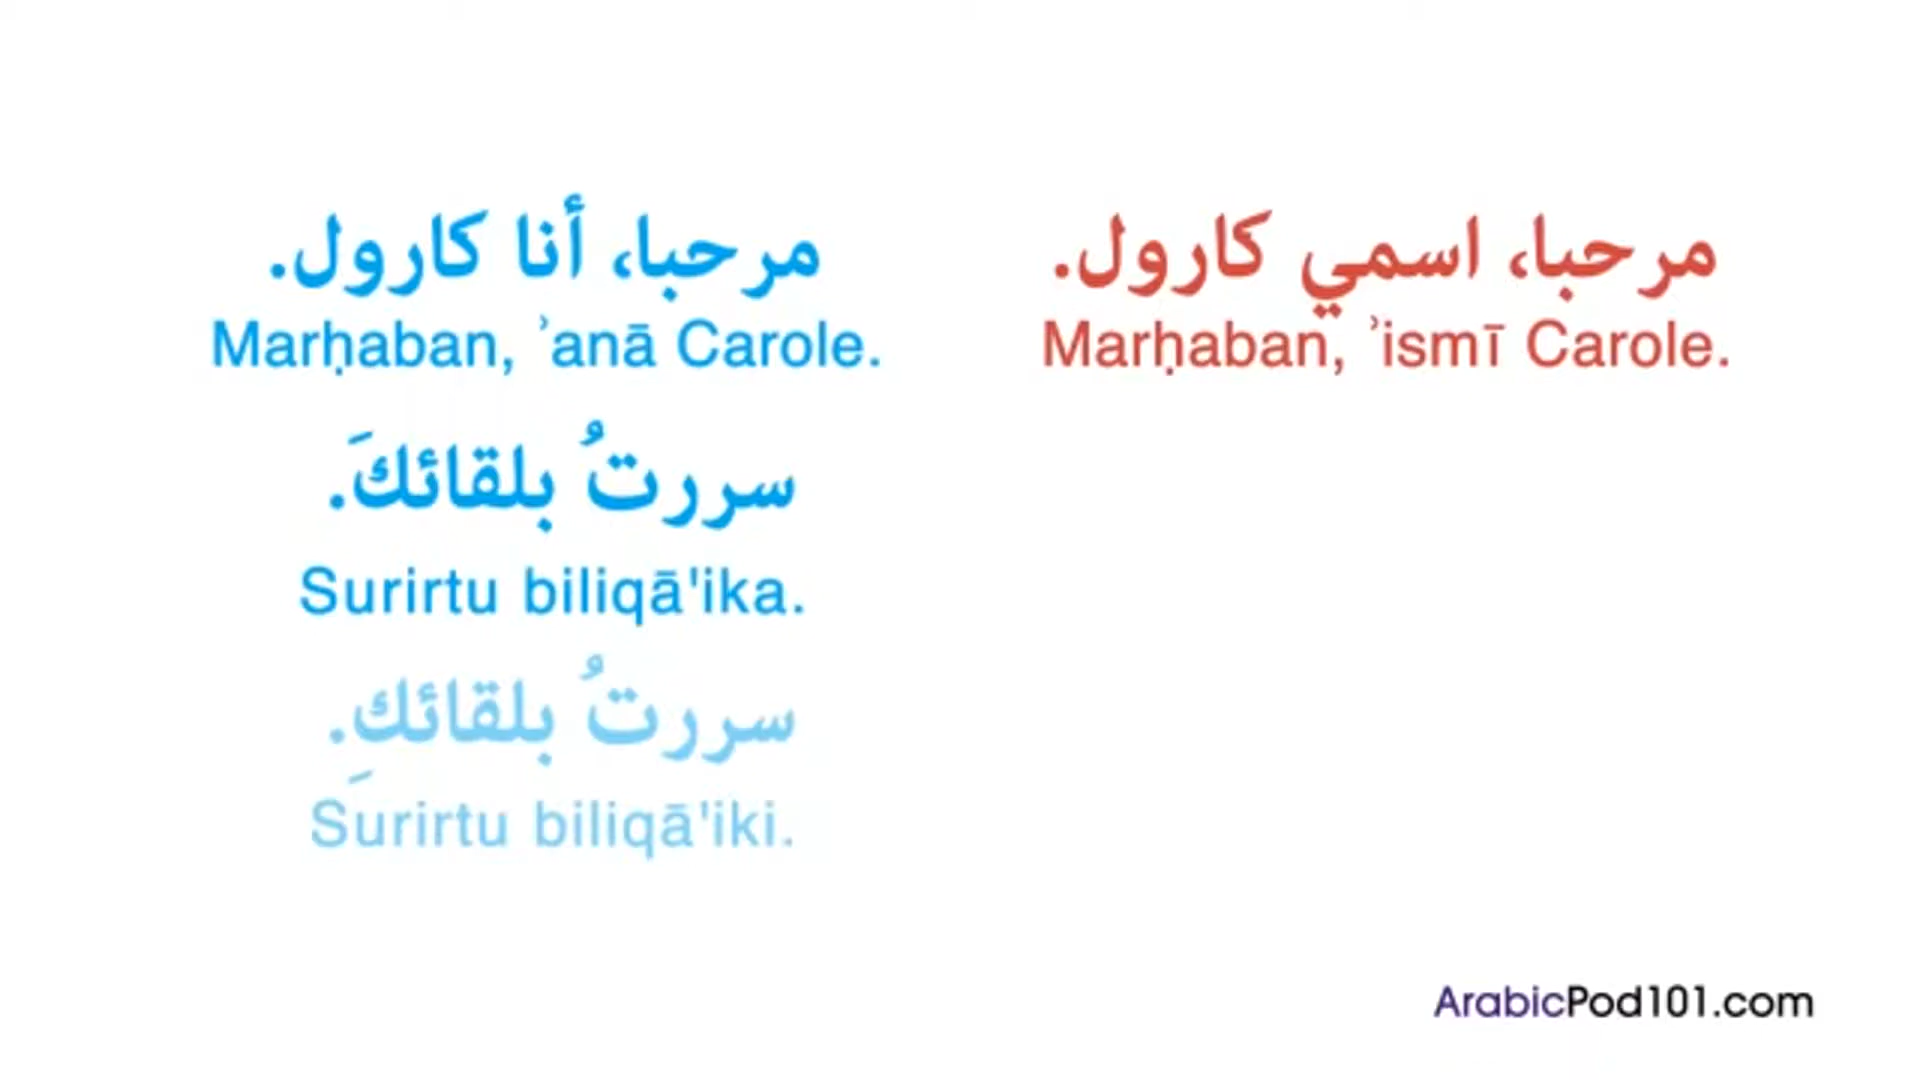 مرحبا، أنا كارول.
Marḥaban, ʾanā Carole.
سررتُ بلقائكَ.
Surirtu biliqā'ika.
سررتُ بلقائكِ.
Surirtu biliqā'iki.
مرحبا، اسمي كارول.
Marḥaban, ʾismī Carole.
ArabicPod101.com